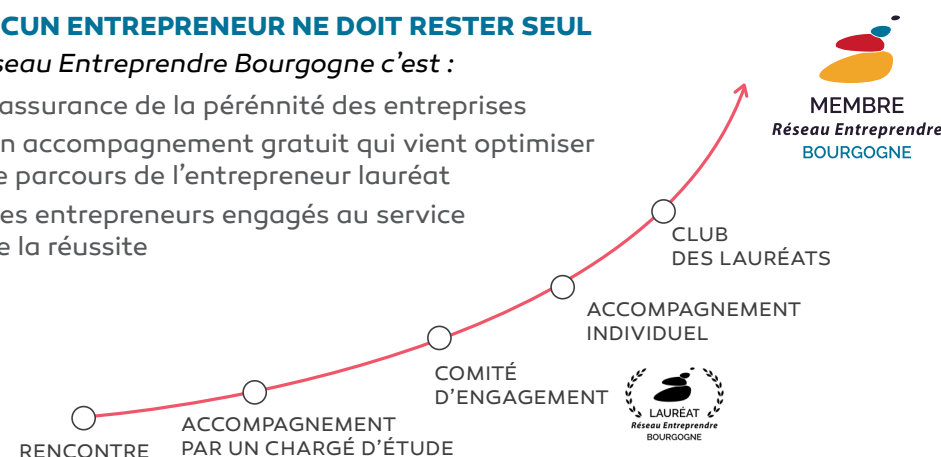 CUN ENTREPRENEUR NE DOIT RESTER SEUL
seau Entreprendre Bourgogne c'est :
assurance de la pérénnité des entreprises
n accompagnement gratuit qui vient optimiser
e parcours de l'entrepreneur lauréat
es entrepreneurs engagés au service
e la réussite
MEMBRE
Réseau Entreprendre
BOURGOGNE
CLUB
DES LAURÉATS
ACCOMPAGNEMENT
INDIVIDUEL
COMITÉ
D'ENGAGEMENT
LAURÉAT
Réseau Entreprendre
BOURGOGNE
ACCOMPAGNEMENT
PAR UN CHARGÉ D'ÉTUDE
RENCONTRE